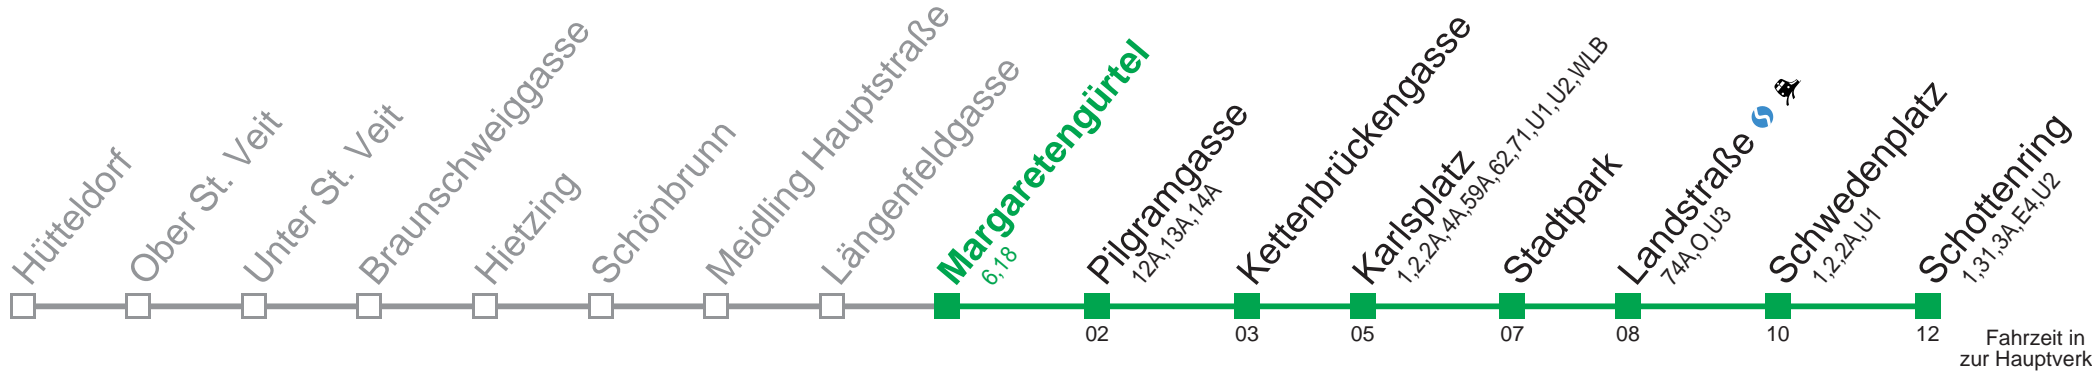 Hütteldorf
Ober St. Veit
Unter St. Veit
Braunschweiggasse
Hietzing
Schönbrunn
Meidling Hauptstraße
Längenfeldgasse
Margaretengürtel
6,18
Pilgramgasse
12A,13A,14A
Kettenbrückengasse
Karlsplatz
1,2,2A,4A,59A,62,71,U1,U2,WLB
Stadtpark
Landstraße
74A,O,U3
Schwedenplatz
1,2,2A,U1
Schottenring
1,31,3A,E4,U2
02
03
05
07
08
10
12
Fahrzeit in
zur Hauptverk